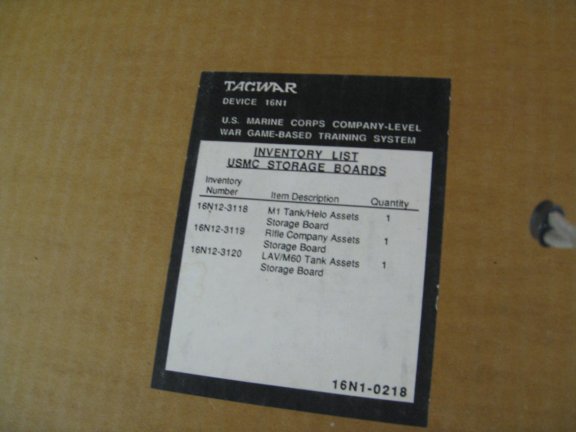 TACWAR
DEVICE 16N1
U.S. MARINE CORPS COMPANY-LEVEL
WAR GAME-BASED TRAINING SYSTEM
INVENTORY LIST
USMC STORAGE BOARDS
Inventory
Number Item Description Quantity
16N12-3118 M1 Tank/Helo Assets 1
Storage Board
16N12-3119 Rifle Company Assets 1
Storage Board
16N12-3120 LAV/M60 Tank Assets 1
Storage Board
16N1-0218